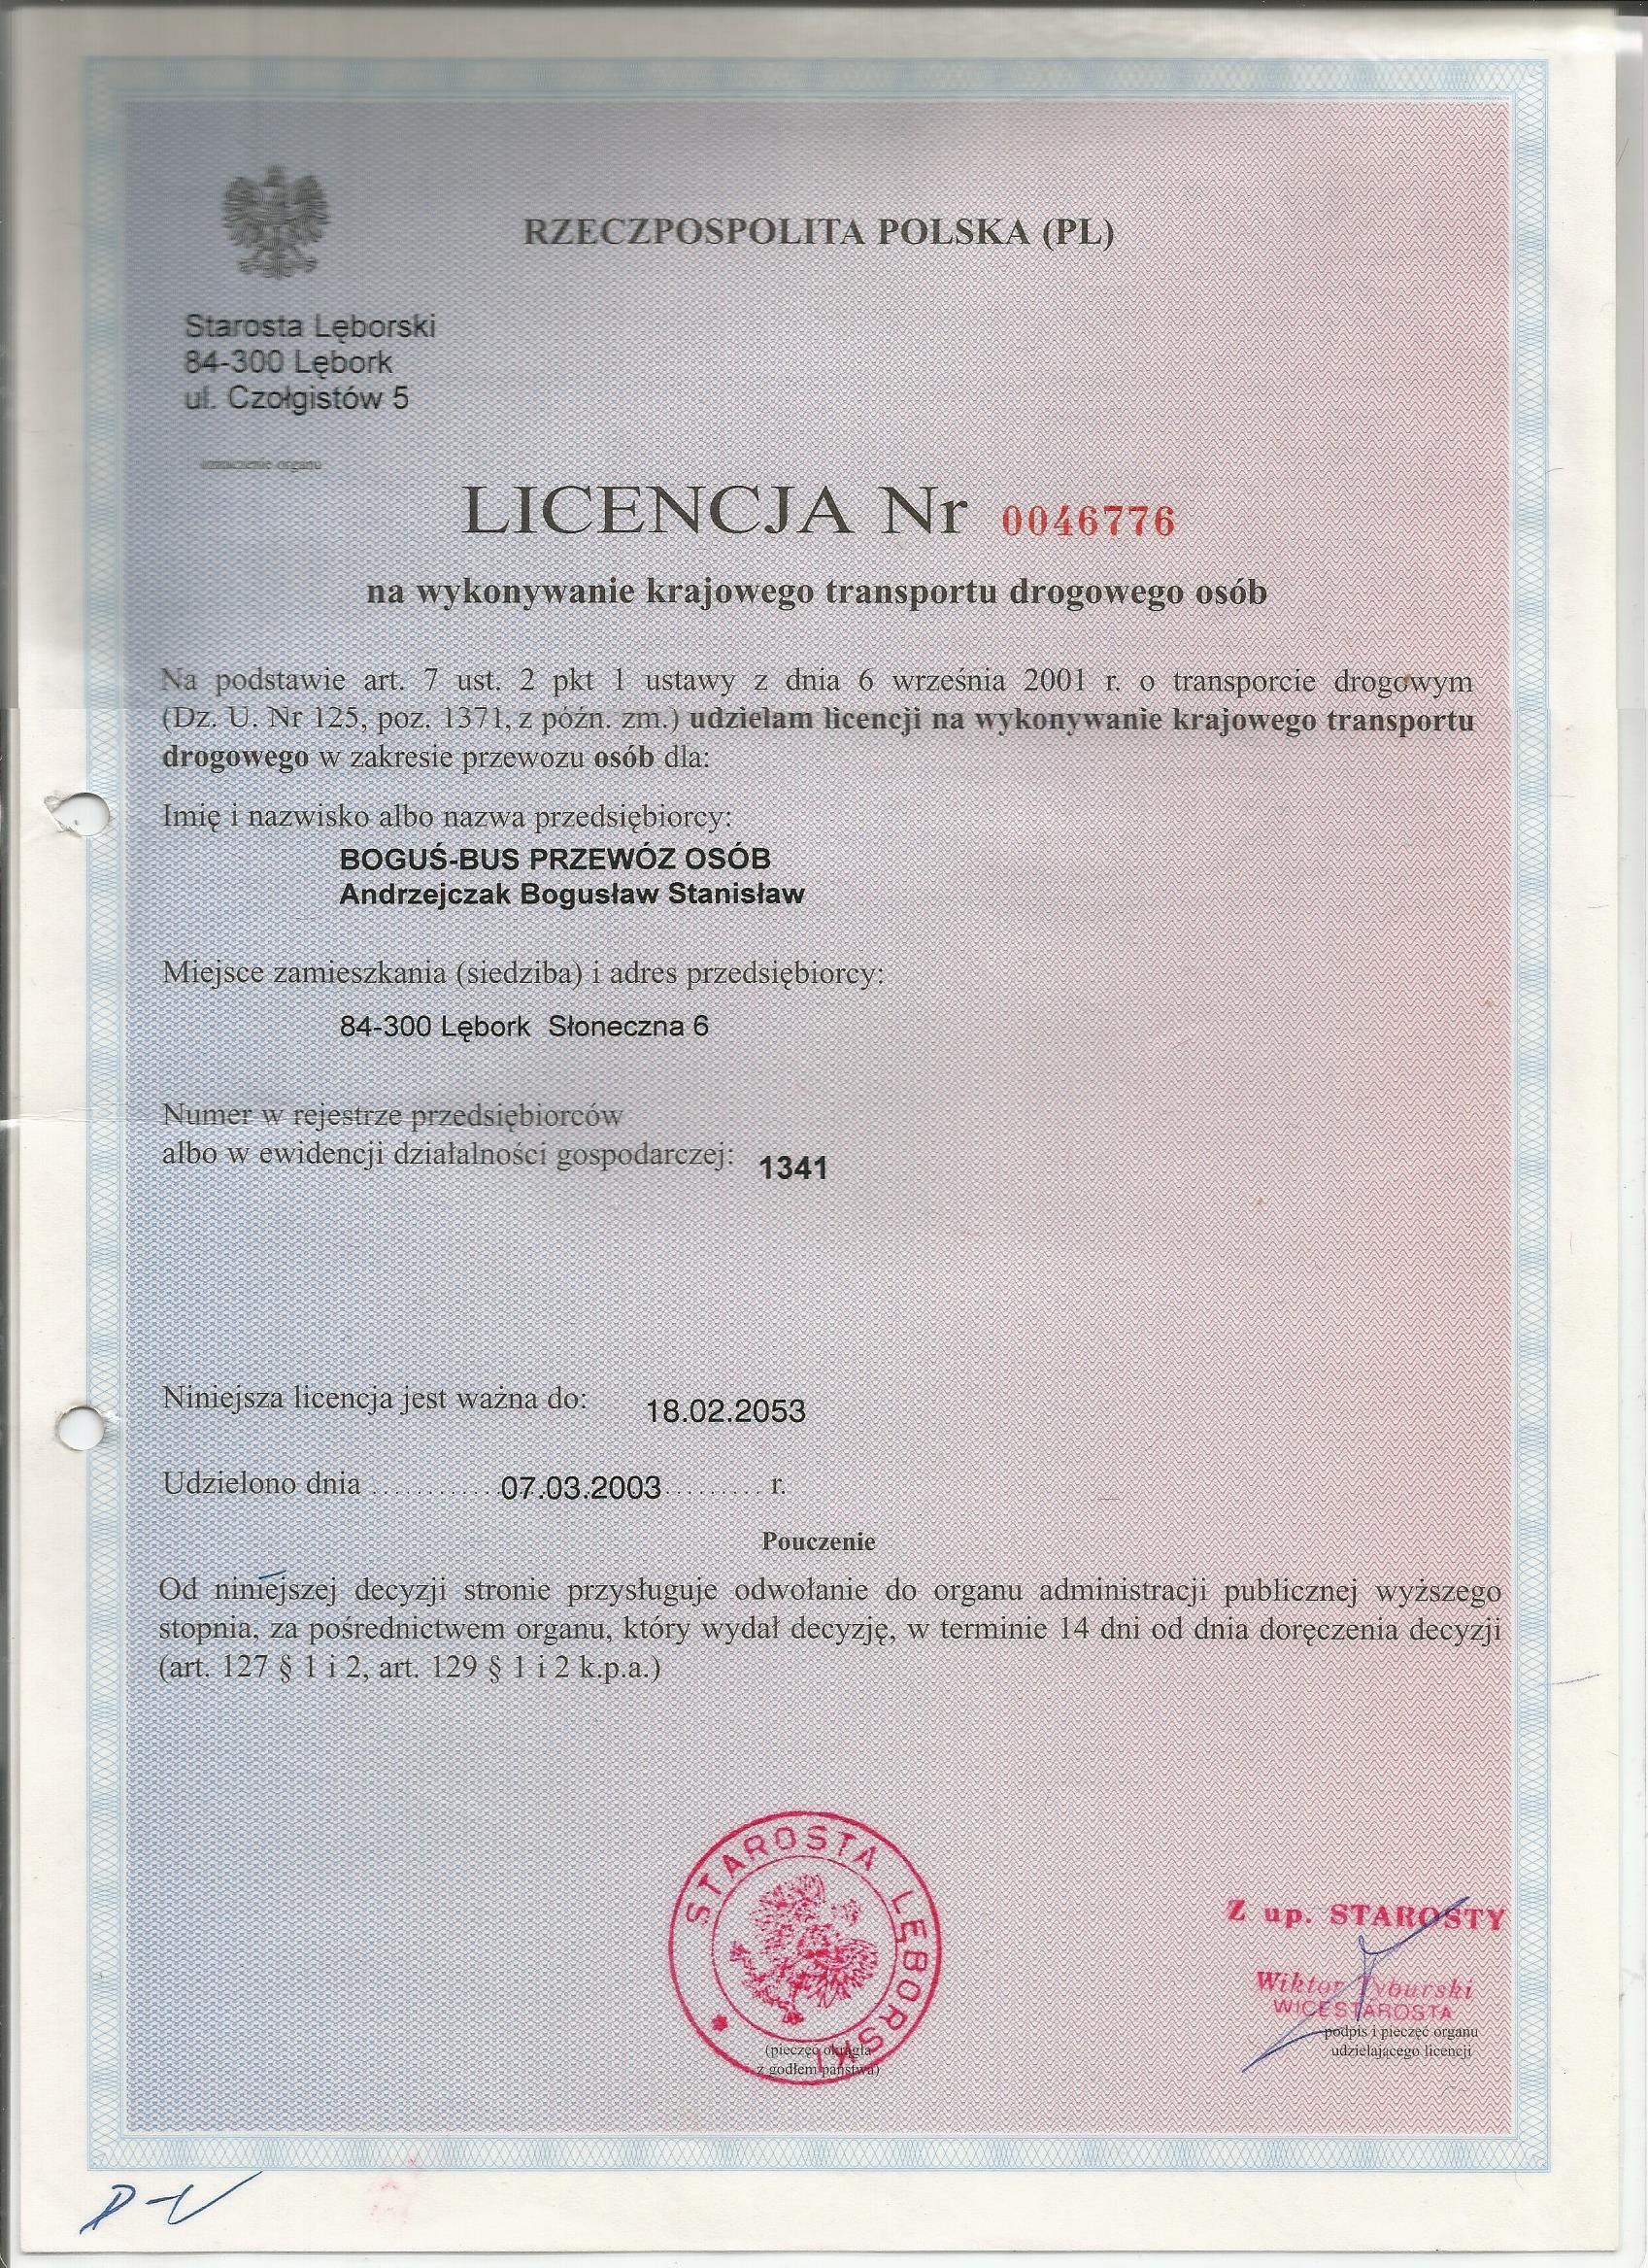 RZECZPOSPOLITA POLSKA (PL)
Starosta Lęborski
84-300 Lębork
ul. Czołgistów 5
oznaczenie organu
LICENCJA Nr 0046776
na wykonywanie krajowego transportu drogowego osób
Na podstawie art. 7 ust. 2 pkt 1 ustawy z dnia 6 września 2001 r. o transporcie drogowym
(Dz. U. Nr 125, poz. 1371, z późn. zm.) udzielam licencji na wykonywanie krajowego transportu
drogowego w zakresie przewozu osób dla:
Imię i nazwisko albo nazwa przedsiębiorcy:
BOGUŚ-BUS PRZEWÓZ OSÓB
Andrzejczak Bogusław Stanisław
Miejsce zamieszkania (siedziba) i adres przedsiębiorcy:
84-300 Lębork Słoneczna 6
Numer w rejestrze przedsiębiorców
albo w ewidencji działalności gospodarczej: 1341
Niniejsza licencja jest ważna do: 18.02.2053
Udzielono dnia ............07.03.2003.......... r.
Pouczenie
Od niniejszej decyzji stronie przysługuje odwołanie do organu administracji publicznej wyższego
stopnia, za pośrednictwem organu, który wydał decyzję, w terminie 14 dni od dnia doręczenia decyzji
(art. 127 § 1 i 2, art. 129 § 1 i 2 k.p.a.)
STAROSTA LĘBORSKI
(pieczęć okrągła
z godłem państwa)
Z up. STAROSTY
Wiktor Tyburski
WICESTAROSTA
podpis i pieczęć organu
udzielającego licencji